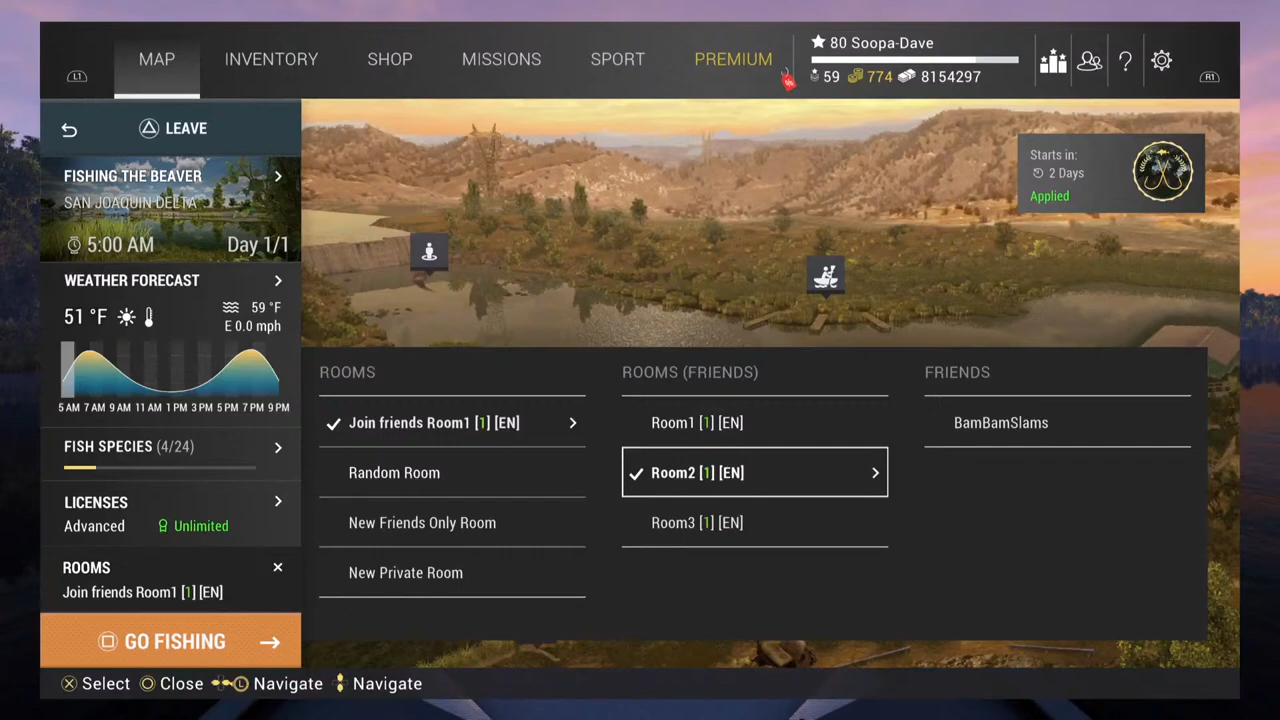 L1
MAP
INVENTORY
SHOP
MISSIONS
SPORT
PREMIUM
%
80 Soopa-Dave
59 774 8154297
?
R1
LEAVE
FISHING THE BEAVER
SAN JOAQUIN DELTA
5:00 AM Day 1/1
WEATHER FORECAST
51 °F
59 °F
E 0.0 mph
5 AM 7 AM 9 AM 11 AM 1 PM 3 PM 5 PM 7 PM 9 PM
FISH SPECIES (4/24)
LICENSES
Advanced Unlimited
ROOMS
Join friends Room1 [1] [EN]
GO FISHING
Starts in:
2 Days
Applied
ROOMS
Join friends Room1 [1] [EN]
Random Room
New Friends Only Room
New Private Room
ROOMS (FRIENDS)
Room1 [1] [EN]
Room2 [1] [EN]
Room3 [1] [EN]
FRIENDS
BamBamSlams
Select Close L Navigate Navigate